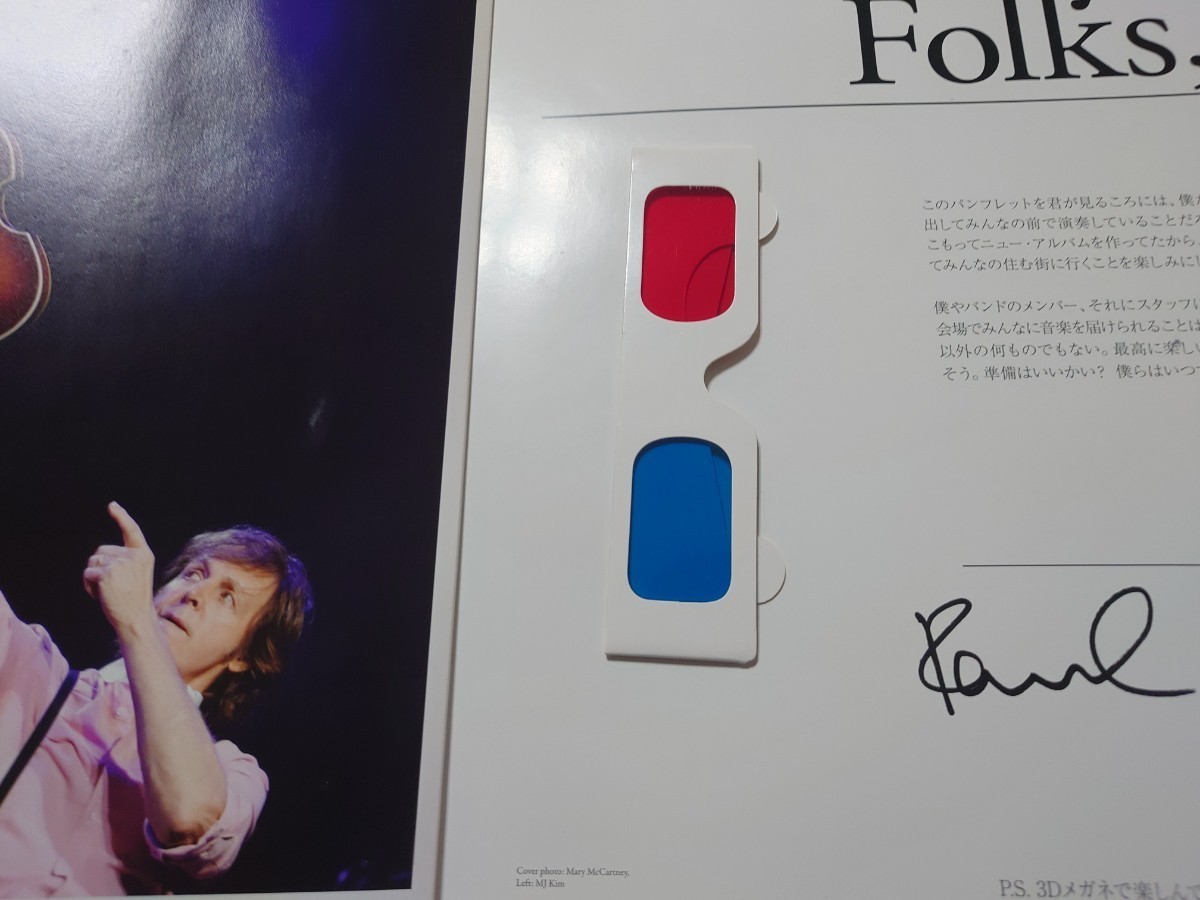 Folks,
このパンフレットを君が見るころには、僕が
出してみんなの前で演奏していることだろ
こもってニュー・アルバムを作ってたから、
てみんなの住む街に行くことを楽しみにし
僕やバンドのメンバー、それにスタッフに
会場でみんなに音楽を届けられることは
以外の何ものでもない。最高に楽しい
そう。準備はいいかい? 僕らはいつで
Paul
Cover photo: Mary McCartney,
Left: MJ Kim
P.S. 3Dメガネで楽しんで